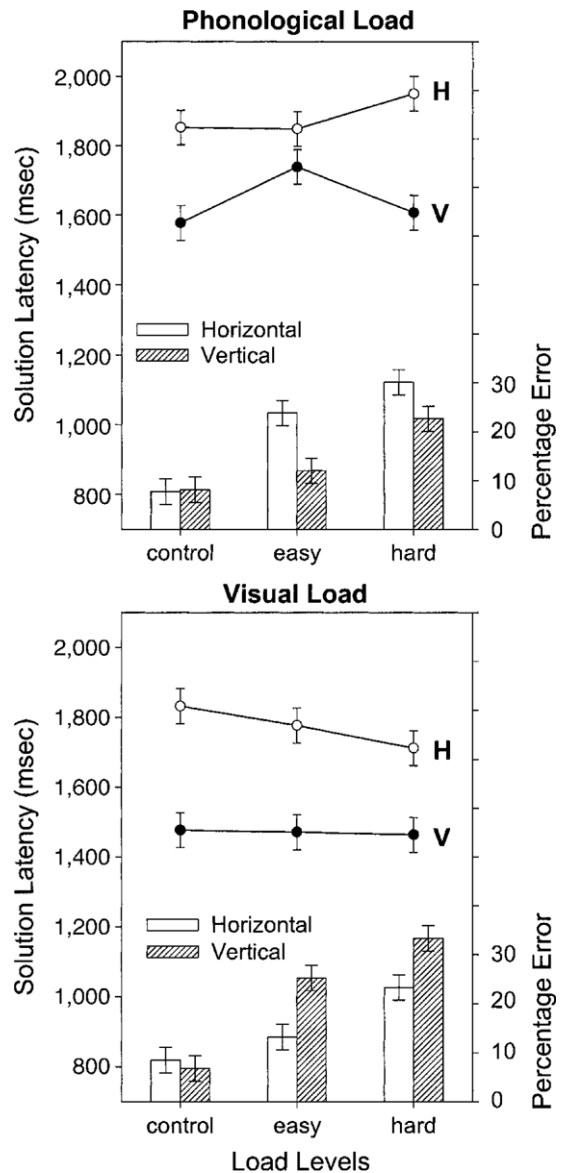 Phonological Load
Solution Latency (msec)
2,000
1,800
1,600
1,400
1,200
1,000
800
H
V
Horizontal
Vertical
30
20
10
0
Percentage Error
control easy hard
Visual Load
Solution Latency (msec)
2,000
1,800
1,600
1,400
1,200
1,000
800
H
V
Horizontal
Vertical
30
20
10
0
Percentage Error
control easy hard
Load Levels